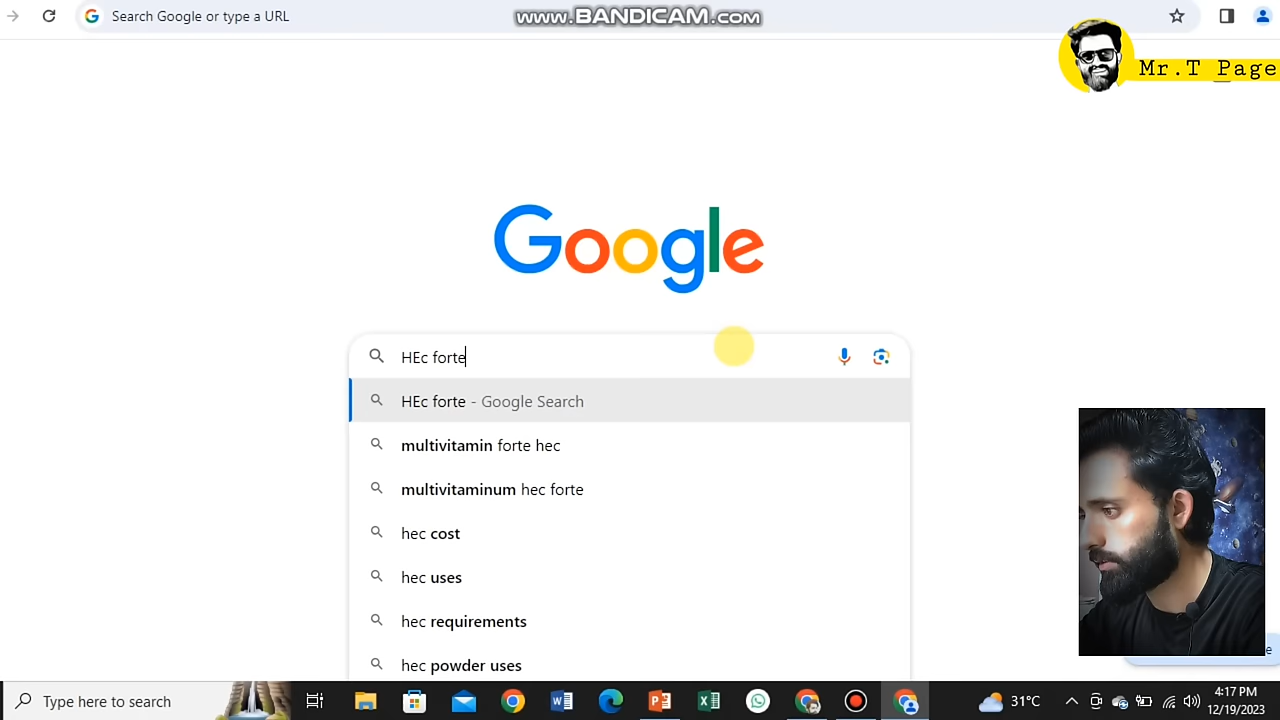 Search Google or type a URL
www.BANDICAM.com
Mr.T Page
Google
HEc forte
HEc forte - Google Search
multivitamin forte hec
multivitaminum hec forte
hec cost
hec uses
hec requirements
hec powder uses
e
Type here to search
31°C
4:17 PM
12/19/2023